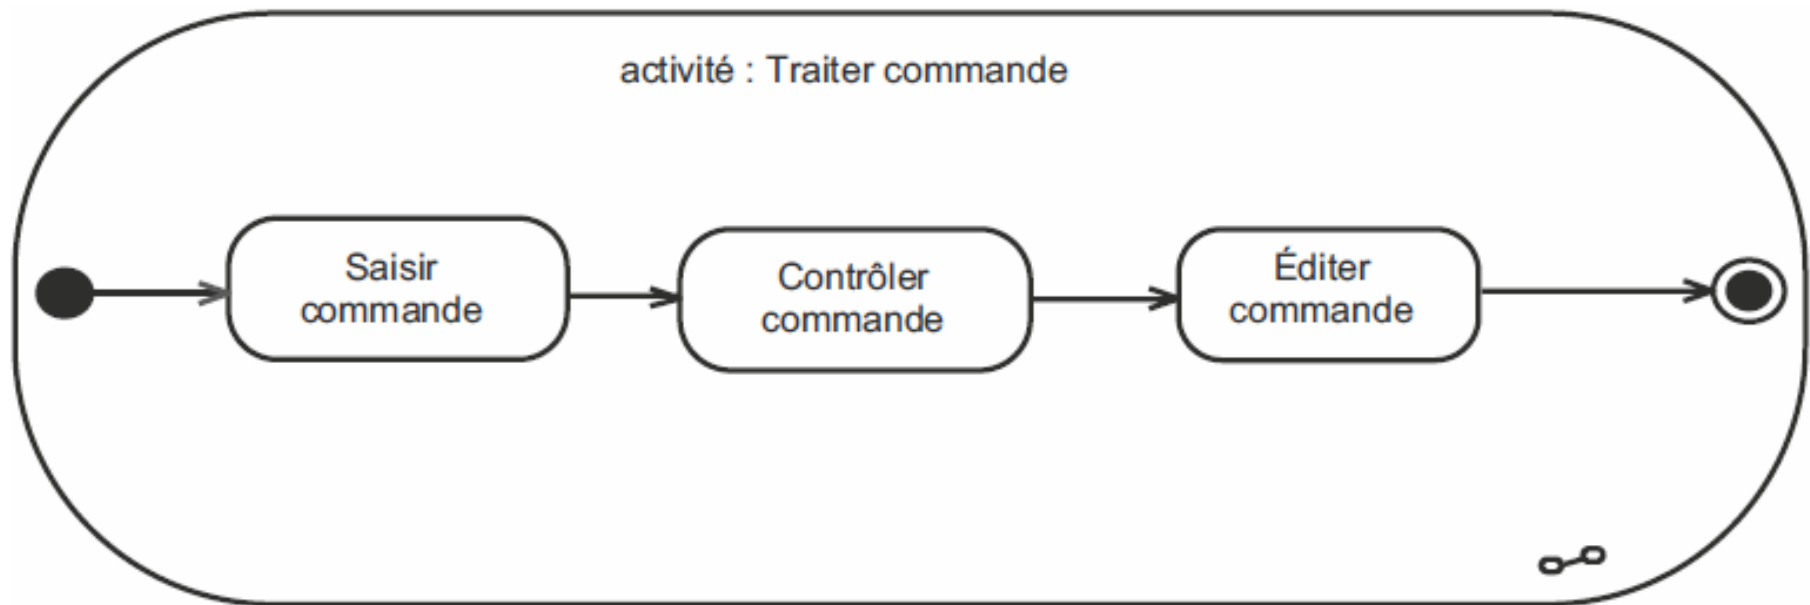 activité : Traiter commande
Saisir
commande
Contrôler
commande
Éditer
commande